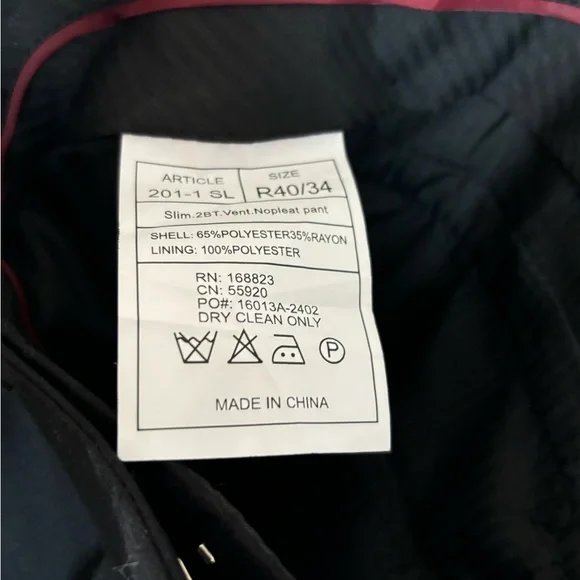 ARTICLE SIZE
201-1 SL R40/34
Slim.2BT.Vent.Nopleat pant
SHELL: 65%POLYESTER35%RAYON
LINING: 100%POLYESTER
RN: 168823
CN: 55920
PO#: 16013A-2402
DRY CLEAN ONLY
P
MADE IN CHINA